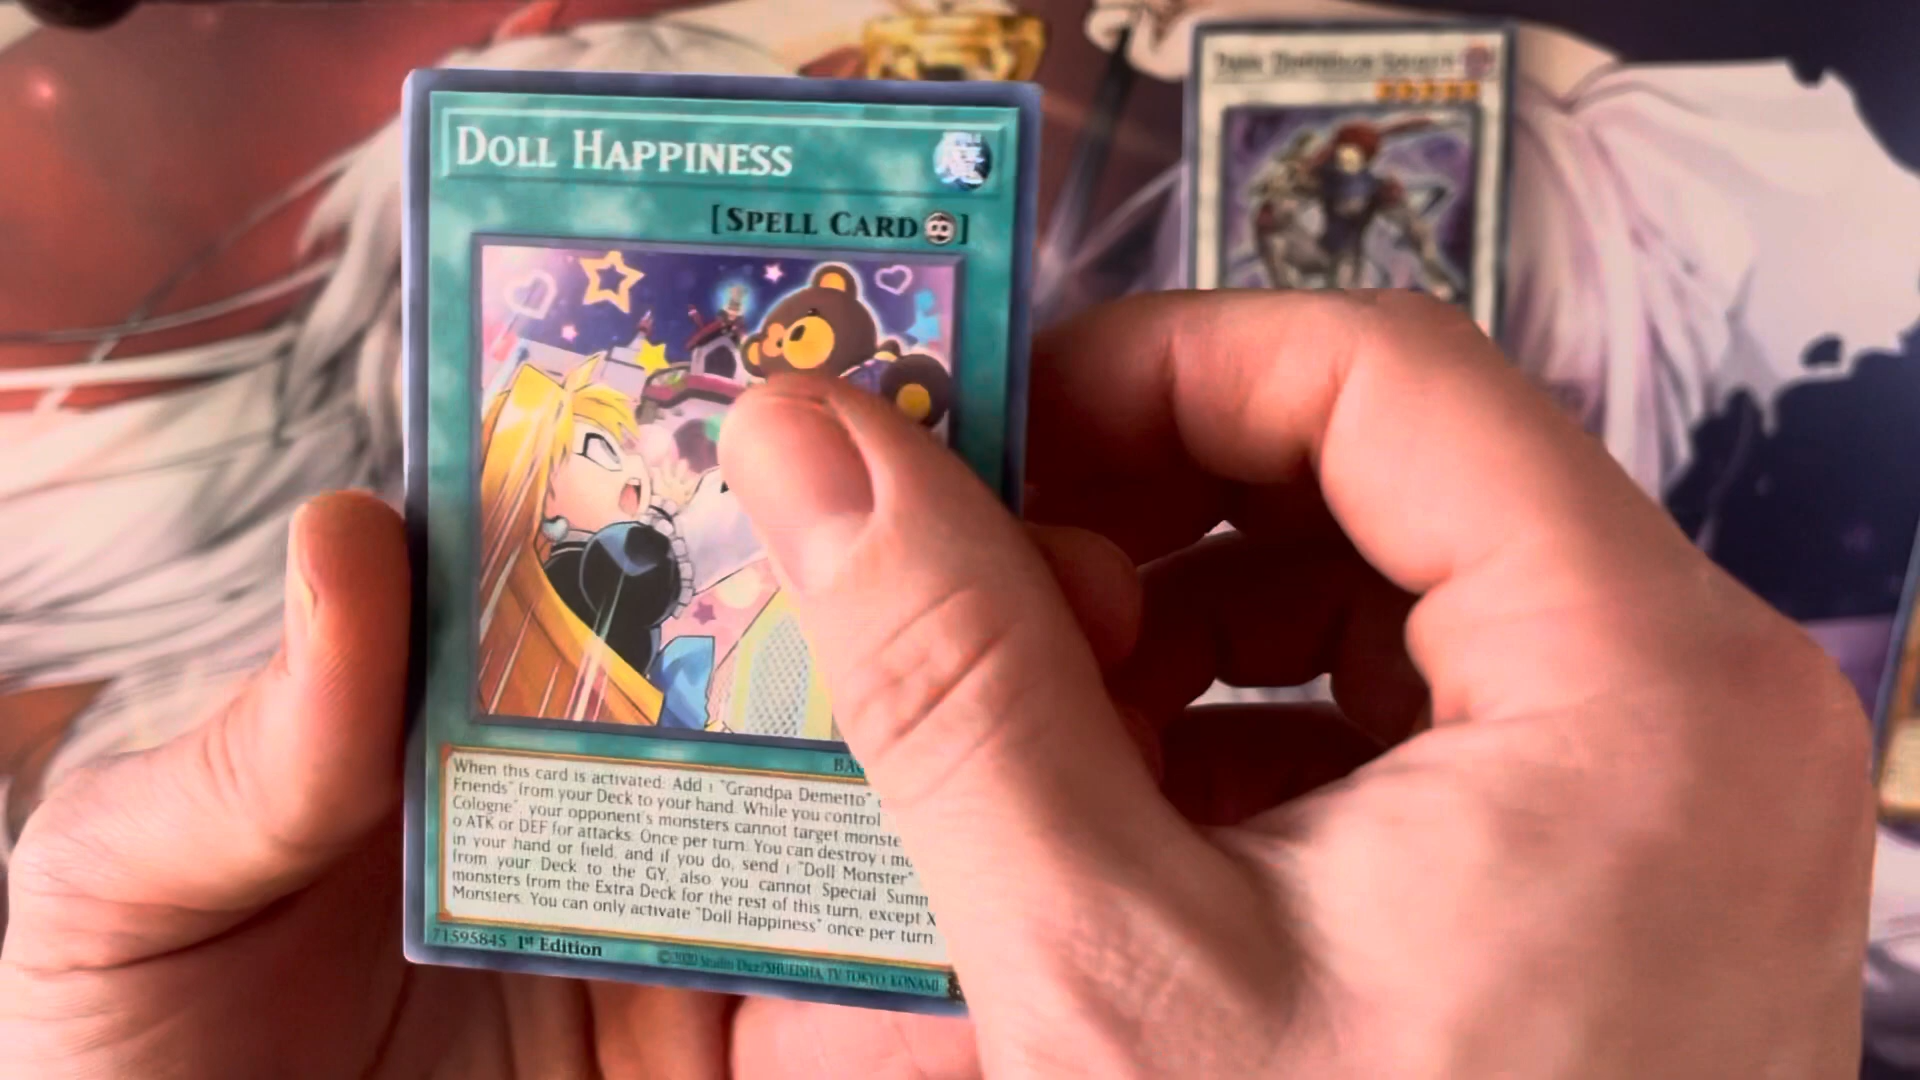 DOLL HAPPINESS
[SPELL CARD]
When this card is activated: Add 1 "Grandpa Demetto"
Friends" from your Deck to your hand. While you control
Cologne", your opponent's monsters cannot target
0 ATK or DEF for attacks. Once per turn: You can destroy 1
in your hand or field, and if you do, send 1 "Doll Monster"
from your Deck to the GY, also you cannot Special
monsters from the Extra Deck for the rest of this turn, except X
Monsters. You can only activate "Doll Happiness" once per turn
71595845 1st Edition
©2020 Studio Dice/SHUEISHA, TV TOKYO, KONAMI